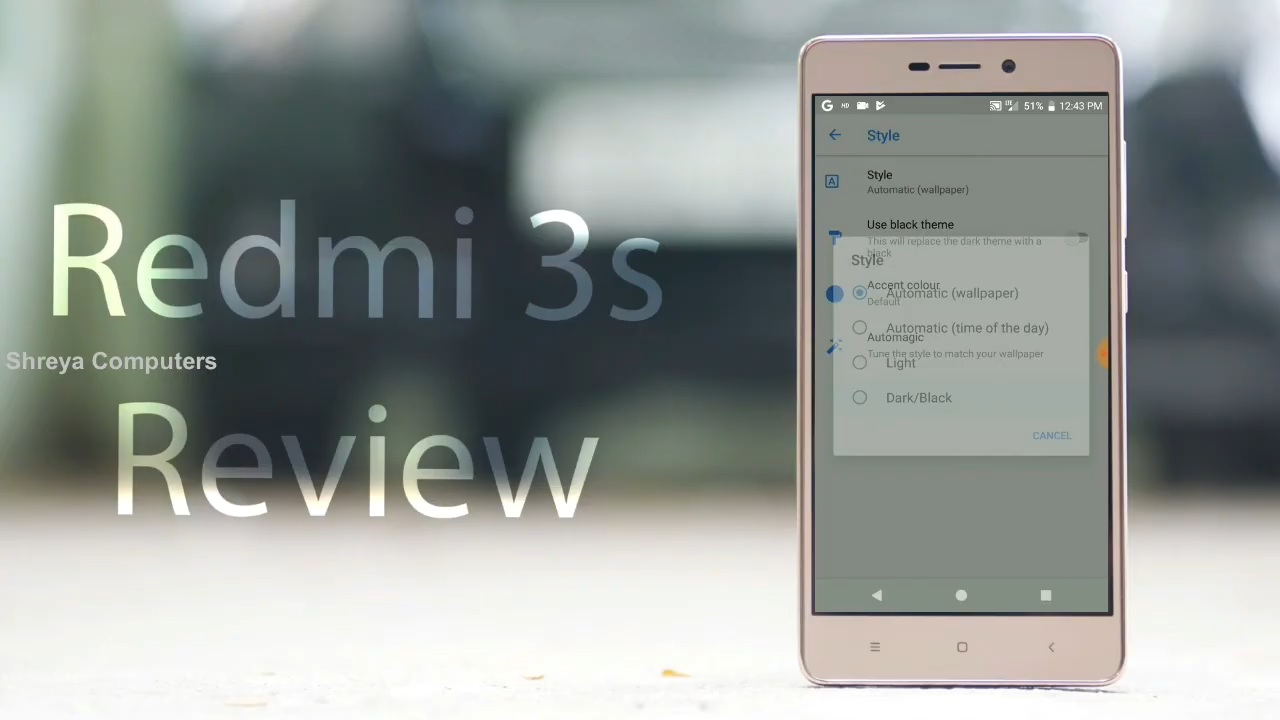 Redmi 3s
Shreya Computers
Review
G HD LTE 51% 12:43 PM
Style
A Style
Automatic (wallpaper)
Use black theme
This will replace the dark theme with a
black
Style
Accent colour
Automatic (wallpaper)
Default
Automatic (time of the day)
Automagic
Tune the style to match your wallpaper
Light
Dark/Black
CANCEL